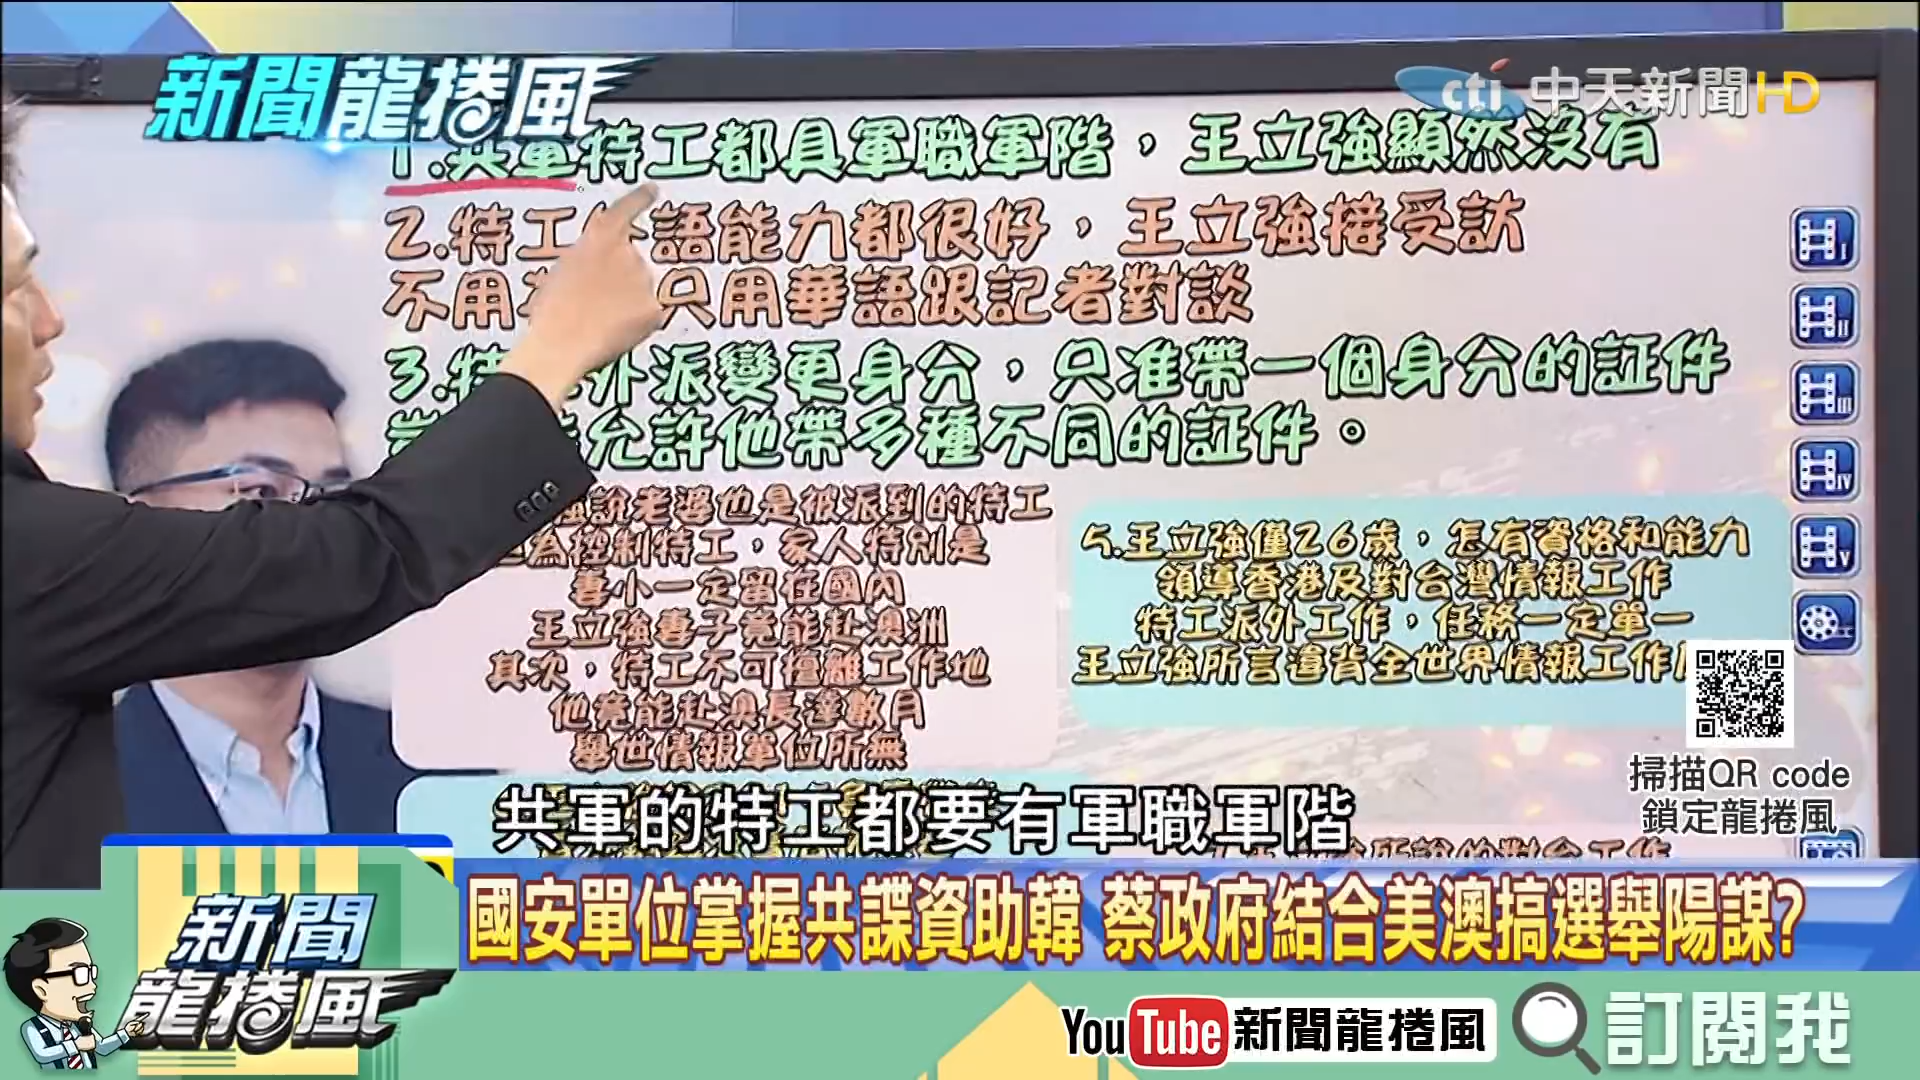 新聞龍捲風
cti 中天新聞HD
1.共軍特工都具軍職軍階，王立強顯然沒有
2.特工 語能力都很好，王立強接受訪
不用 只用華語跟記者對談
3.特 外派變更身分，只准帶一個身分的証件
允許他帶多種不同的証件。
強說老婆也是被派到的特工
為控制特工，家人特別是
妻小一定留在國內
王立強妻子竟能赴澳洲
其次，特工不可擅離工作地
他竟能赴澳長達數月
舉世情報單位所無
5.王立強僅26歲，怎有資格和能力
領導香港及對台灣情報工作
特工派外工作，任務一定單一
王立強所言違背全世界情報工作
掃描QR code
鎖定龍捲風
共軍的特工都要有軍職軍階
國安單位掌握共諜資助韓 蔡政府結合美澳搞選舉陽謀?
新聞
龍捲風
YouTube 新聞龍捲風
訂閱我